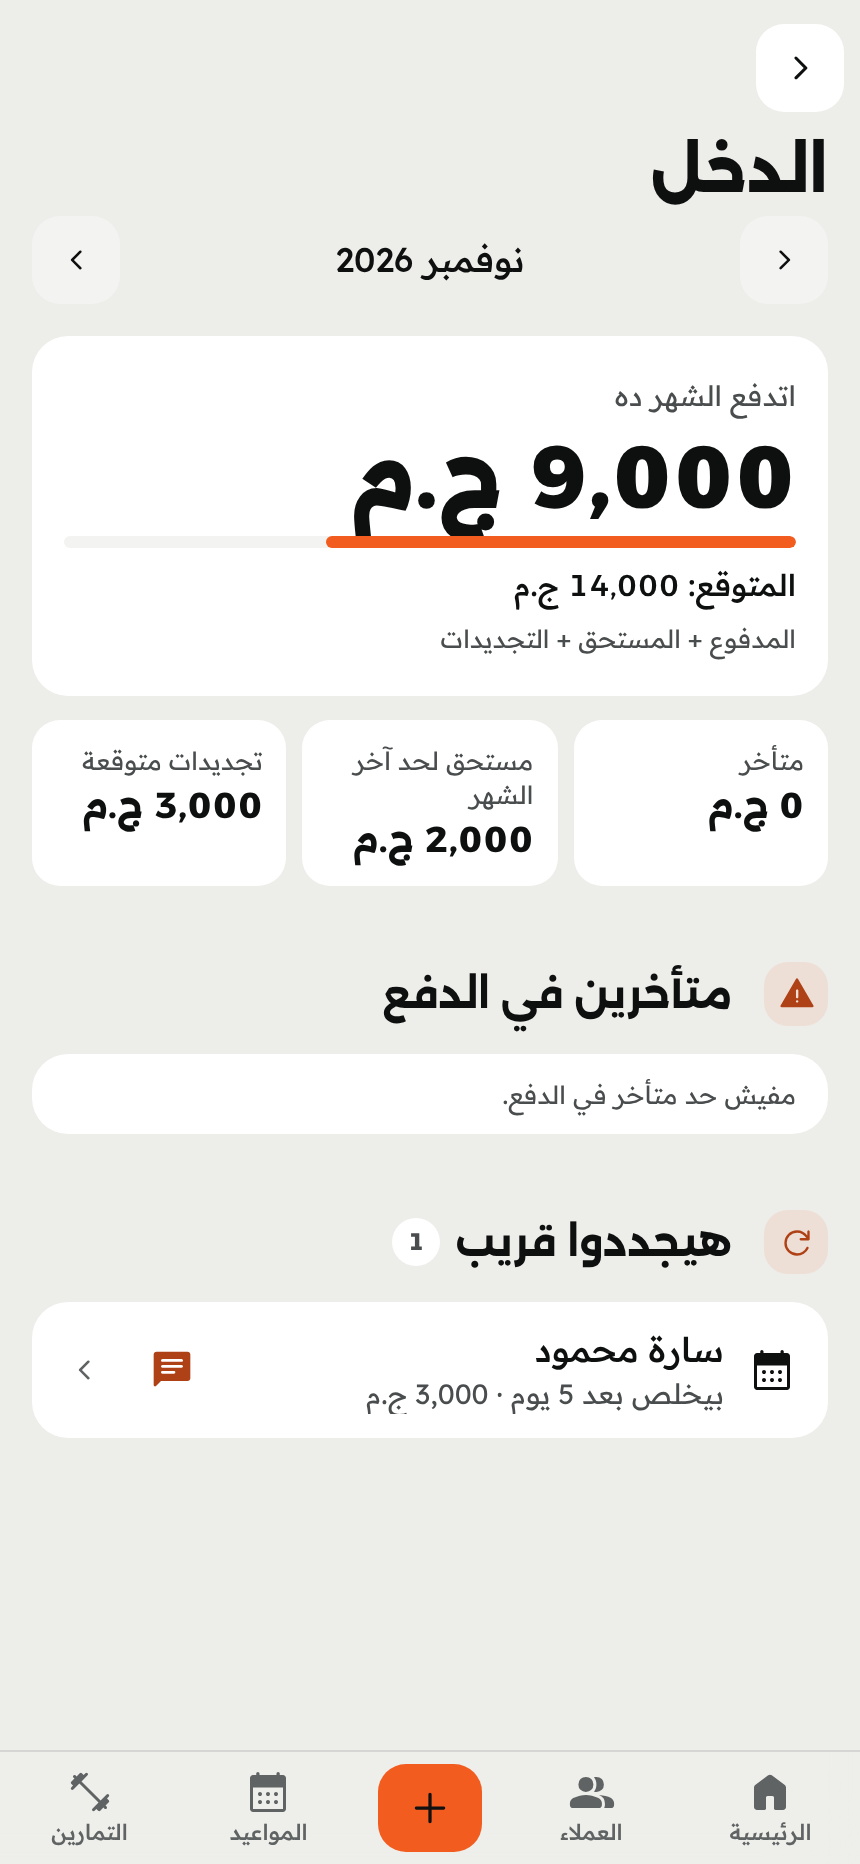 الدخل
نوفمبر 2026
اتدفع الشهر ده
9,000 ج.م
المتوقع: 14,000 ج.م
المدفوع + المستحق + التجديدات
متأخر
0 ج.م
مستحق لحد آخر
الشهر
2,000 ج.م
تجديدات متوقعة
3,000 ج.م
متأخرين في الدفع
مفيش حد متأخر في الدفع.
هيجددوا قريب 1
سارة محمود
بيخلص بعد 5 يوم · 3,000 ج.م
الرئيسية
العملاء
المواعيد
التمارين